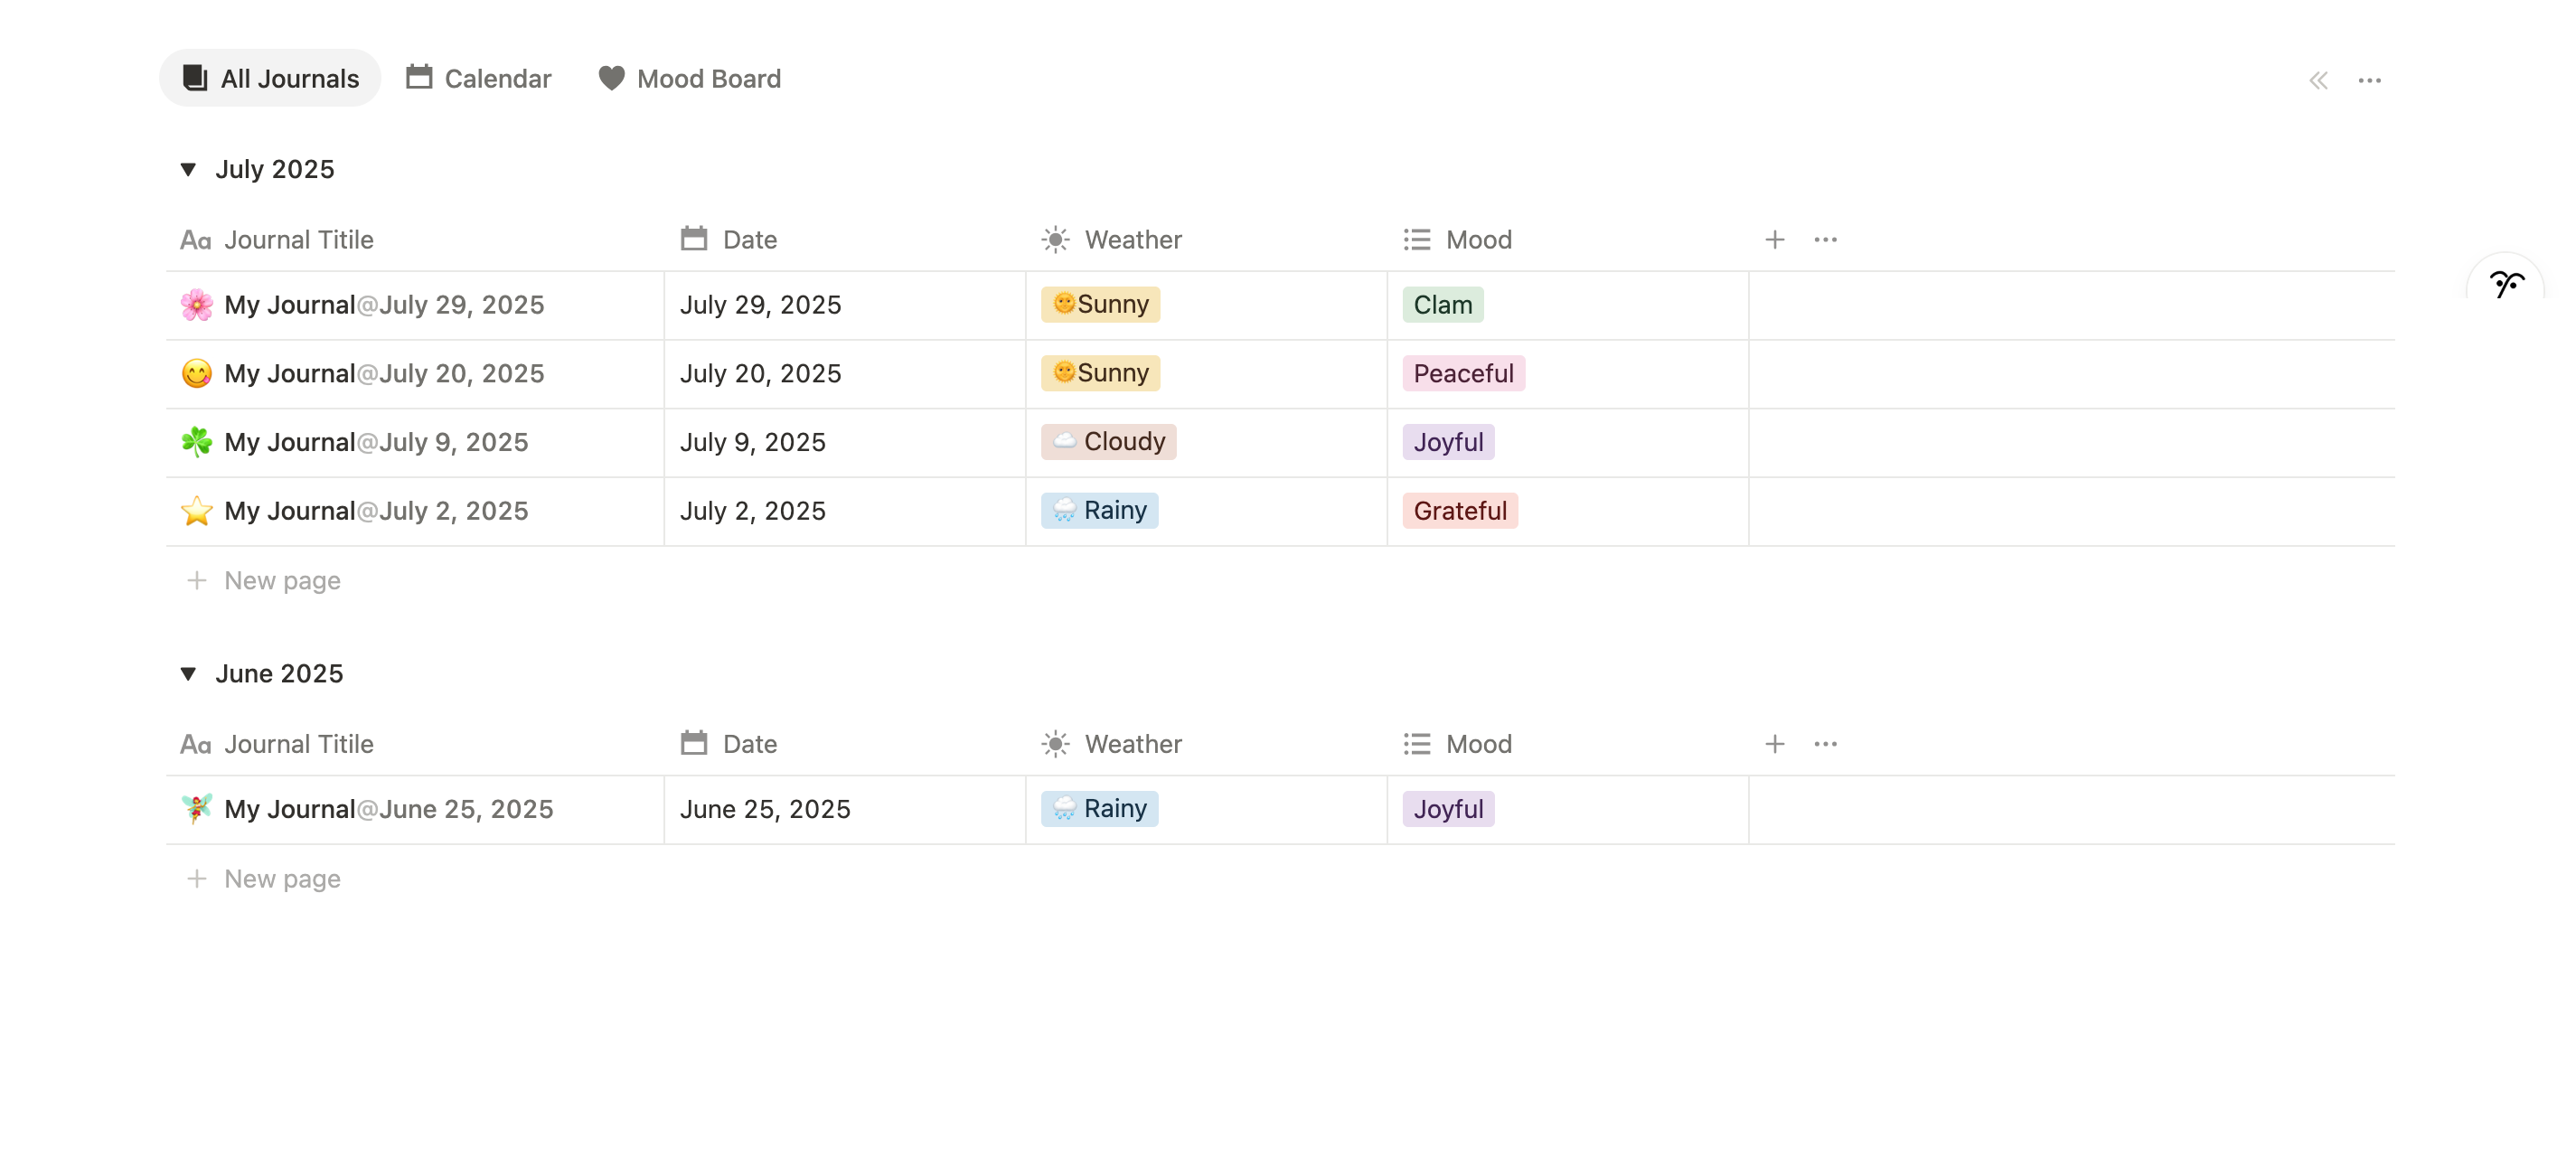 All Journals Calendar Mood Board
July 2025
Aa Journal Titile Date Weather Mood
My Journal@July 29, 2025 July 29, 2025 Sunny Clam
My Journal@July 20, 2025 July 20, 2025 Sunny Peaceful
My Journal@July 9, 2025 July 9, 2025 Cloudy Joyful
My Journal@July 2, 2025 July 2, 2025 Rainy Grateful
New page
June 2025
Aa Journal Titile Date Weather Mood
My Journal@June 25, 2025 June 25, 2025 Rainy Joyful
New page